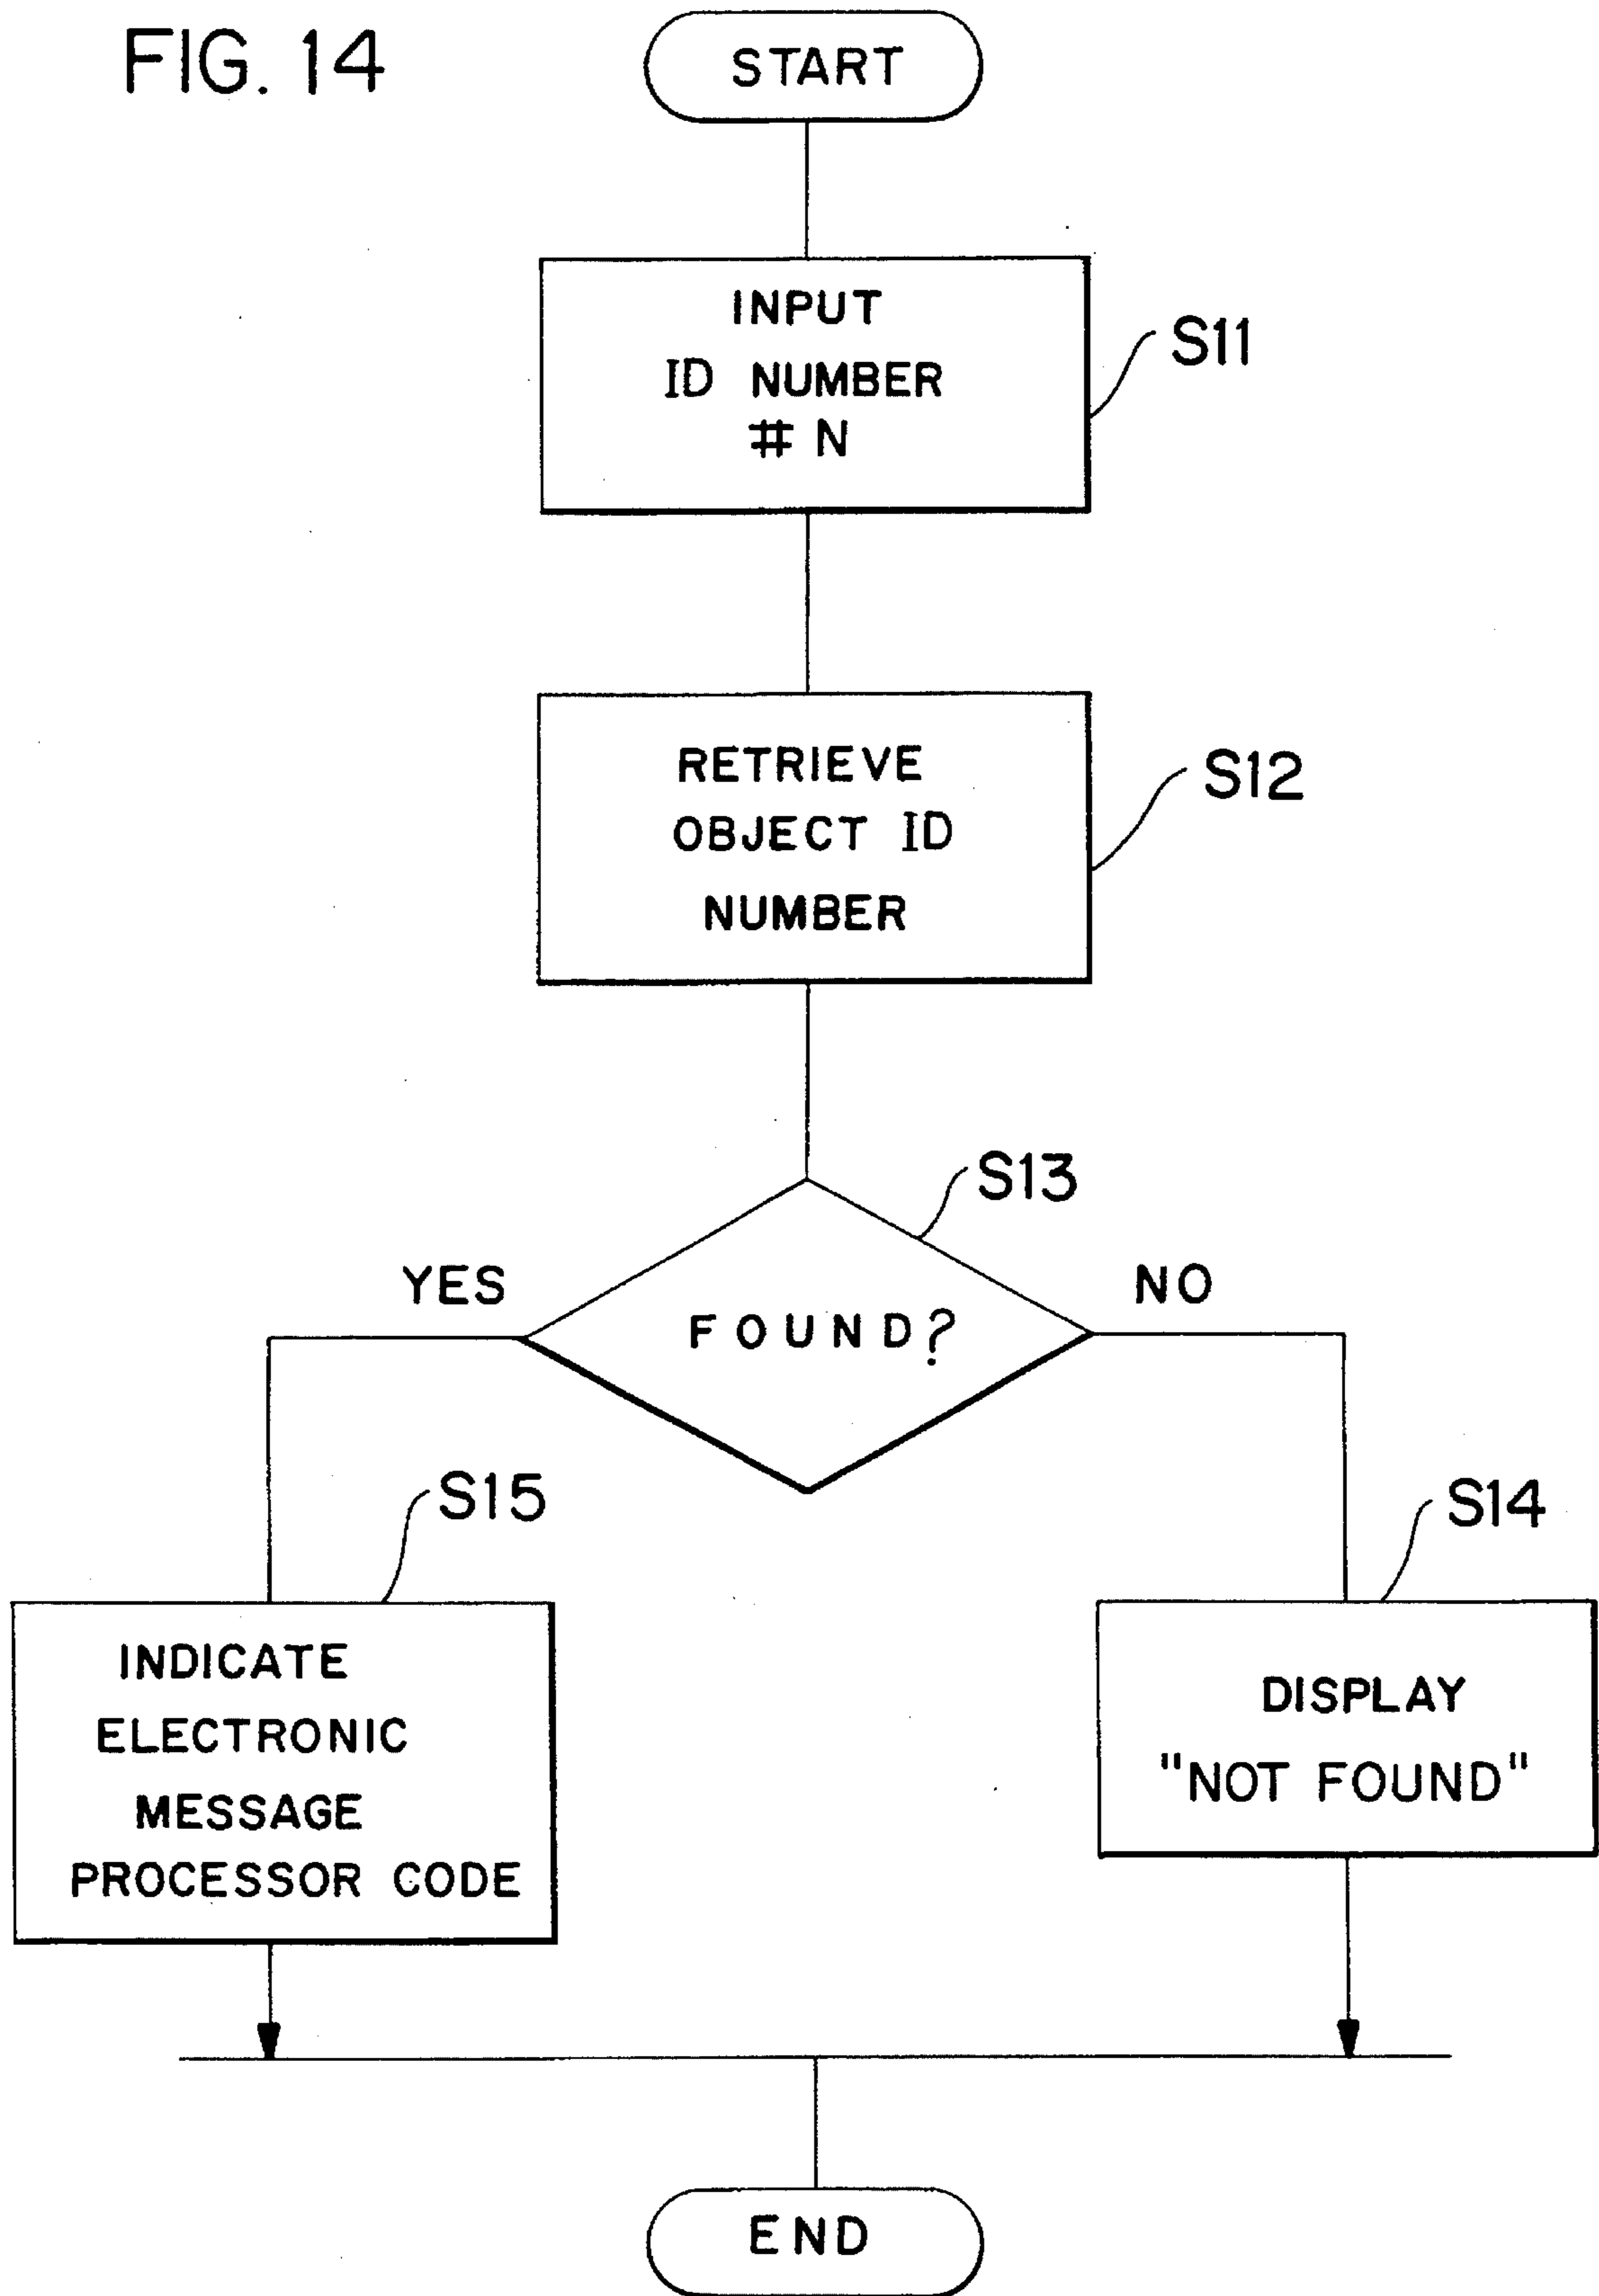 FIG. 14
START
INPUT
ID NUMBER
# N
S11
RETRIEVE
OBJECT ID
NUMBER
S12
S13
YES
FOUND?
NO
S15
S14
INDICATE
ELECTRONIC
MESSAGE
PROCESSOR CODE
DISPLAY
"NOT FOUND"
END